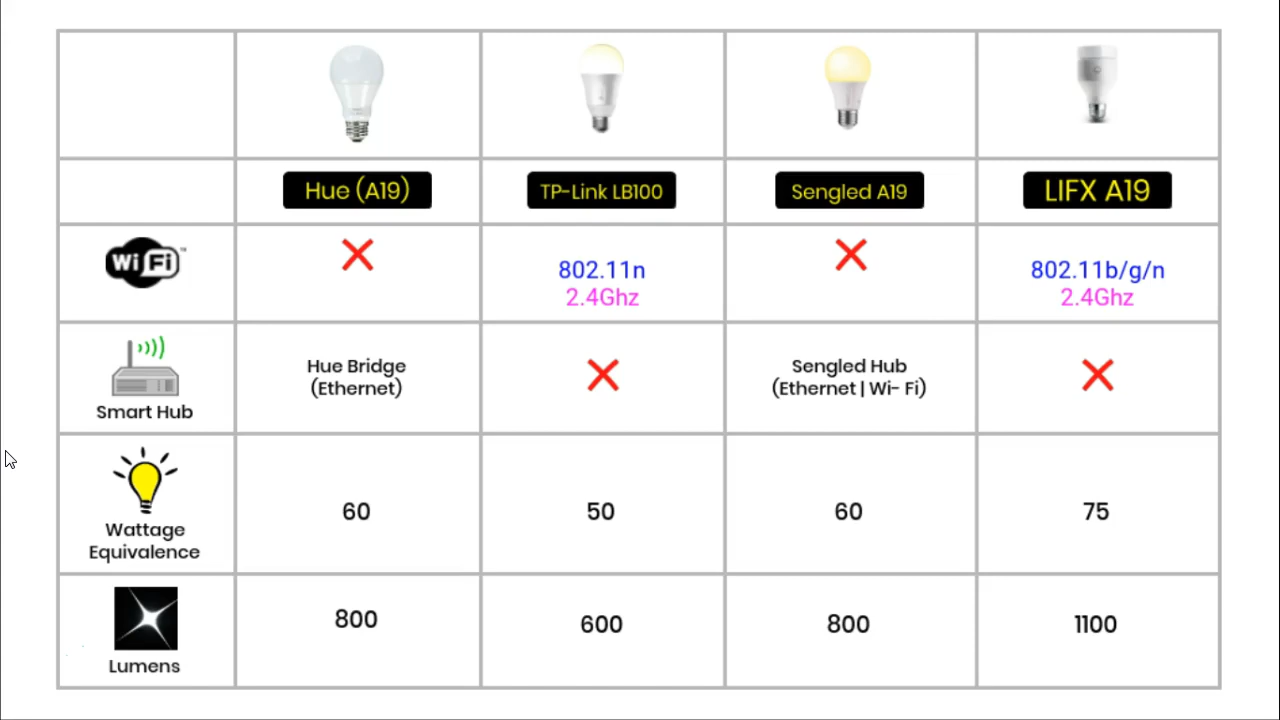 Hue (A19)
TP-Link LB100
Sengled A19
LIFX A19
Wi Fi™
802.11n
2.4Ghz
802.11b/g/n
2.4Ghz
Smart Hub
Hue Bridge
(Ethernet)
Sengled Hub
(Ethernet | Wi- Fi)
Wattage
Equivalence
60
50
60
75
Lumens
800
600
800
1100